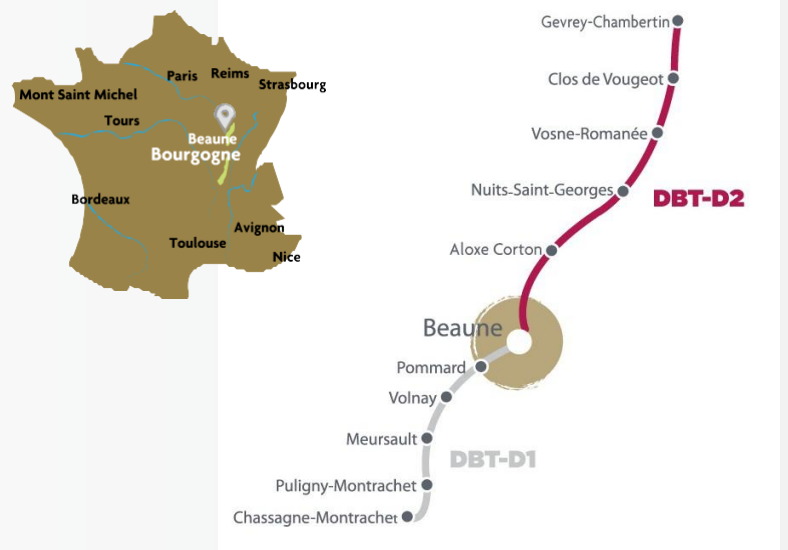 Paris
Reims
Strasbourg
Mont Saint Michel
Tours
Beaune
Bourgogne
Bordeaux
Avignon
Toulouse
Nice
Gevrey-Chambertin
Clos de Vougeot
Vosne-Romanée
Nuits-Saint-Georges
DBT-D2
Aloxe Corton
Beaune
Pommard
Volnay
Meursault
DBT-D1
Puligny-Montrachet
Chassagne-Montrachet